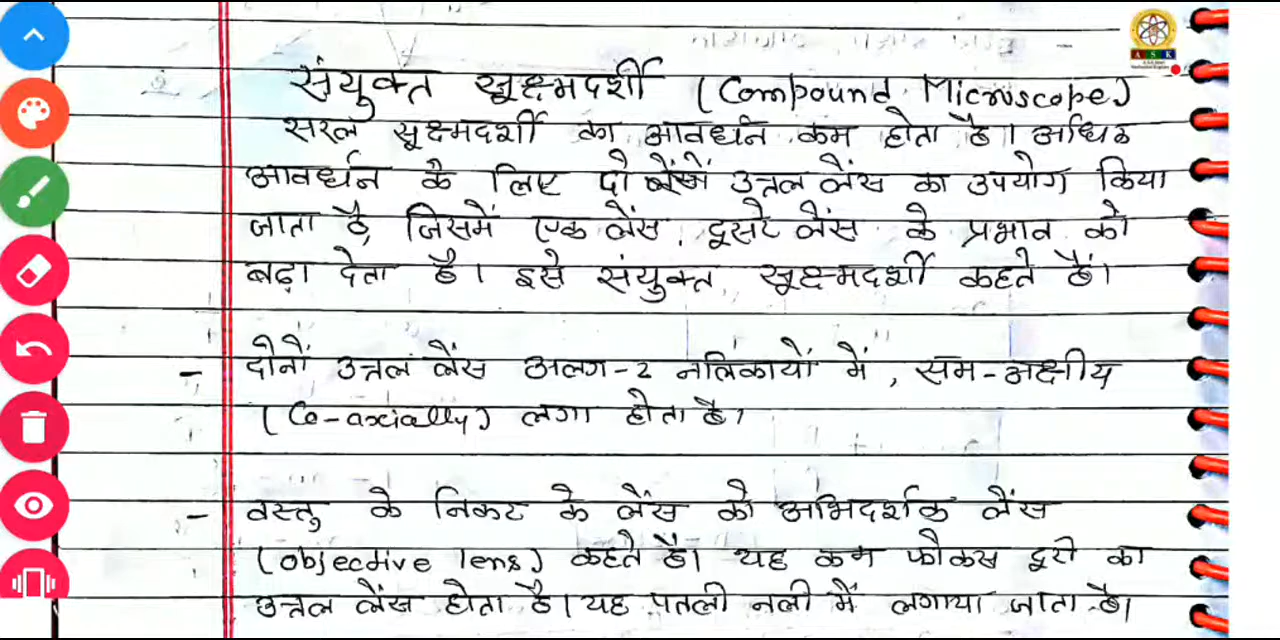 संयुक्त सूक्ष्मदर्शी (Compound Microscope)
सरल सूक्ष्मदर्शी का आवर्धन कम होता है। अधिक
आवर्धन के लिए दो उत्तल लेंस का उपयोग किया
जाता है, जिसमें एक लेंस, दूसरे लेंस के प्रभाव को
बढ़ा देता है। इसे संयुक्त सूक्ष्मदर्शी कहते हैं।
- दोनों उत्तल लेंस अलग-2 नलिकायों में, सम-अक्षीय
(Co-axially) लगा होता है।
- वस्तु के निकट के लेंस को अभिदर्शक लेंस
(objective lens) कहते है। यह कम फोकस दूरी का
उत्तल लेंस होता है। यह पतली नली में लगाया जाता है।
A S K